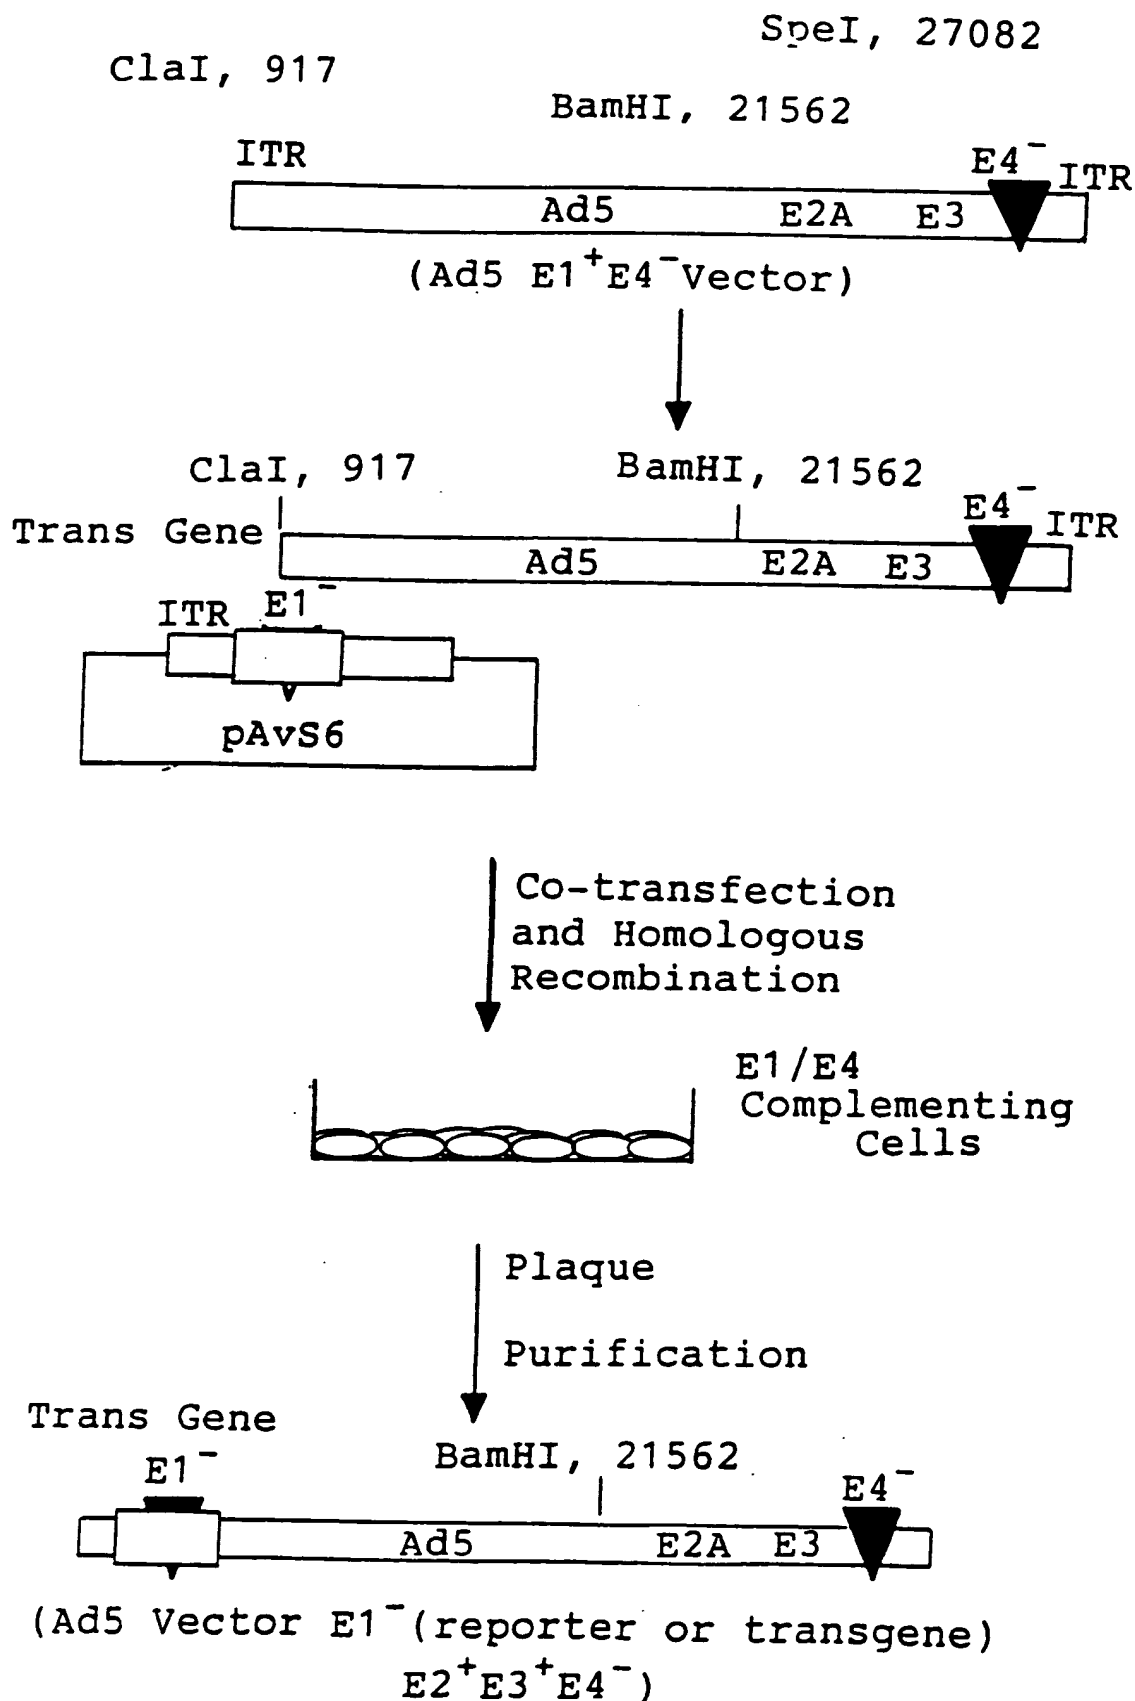 SpeI, 27082
ClaI, 917
BamHI, 21562
ITR
E4⁻
ITR
Ad5 E2A E3
(Ad5 E1⁺E4⁻Vector)
ClaI, 917
BamHI, 21562
E4⁻
ITR
Trans Gene
Ad5 E2A E3
ITR
E1⁻
pAvS6
Co-transfection
and Homologous
Recombination
E1/E4
Complementing
Cells
Plaque
Purification
Trans Gene
BamHI, 21562
E1⁻
E4⁻
Ad5 E2A E3
(Ad5 Vector E1⁻(reporter or transgene)
E2⁺E3⁺E4⁻)